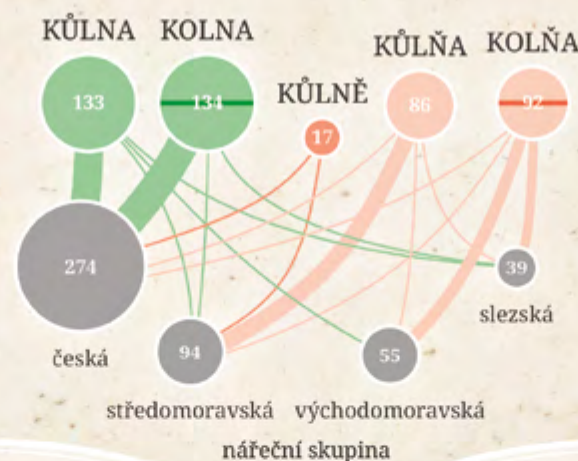 KŮLNA KOLNA KŮLŇA KOLŇA
KŮLNĚ
133 134 86 92
17
274 39
slezská
94 55
česká
středomoravská východomoravská
nářeční skupina